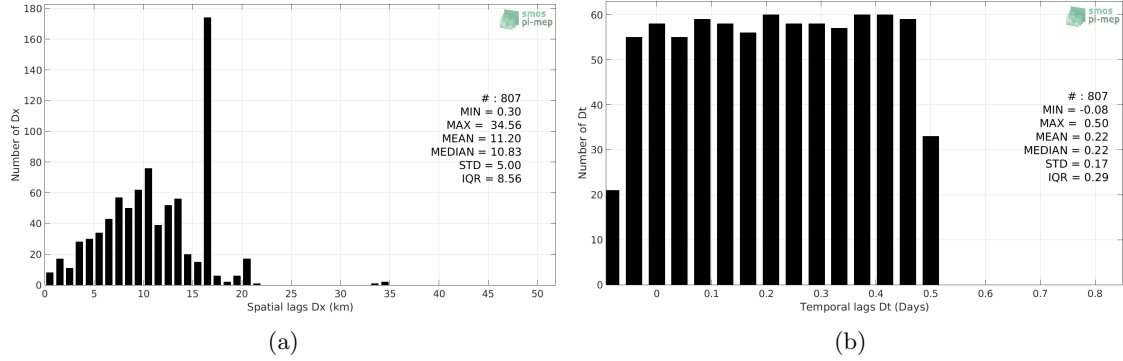 180
160
140
120
100
80
60
40
20
0
Number of Dx
0 5 10 15 20 25 30 35 40 45 50
Spatial lags Dx (km)
smos
pi-mep
# : 807
MIN = 0.30
MAX = 34.56
MEAN = 11.20
MEDIAN = 10.83
STD = 5.00
IQR = 8.56
(a)
60
50
40
30
20
10
0
Number of Dt
0 0.1 0.2 0.3 0.4 0.5 0.6 0.7 0.8
Temporal lags Dt (Days)
smos
pi-mep
# : 807
MIN = -0.08
MAX = 0.50
MEAN = 0.22
MEDIAN = 0.22
STD = 0.17
IQR = 0.29
(b)